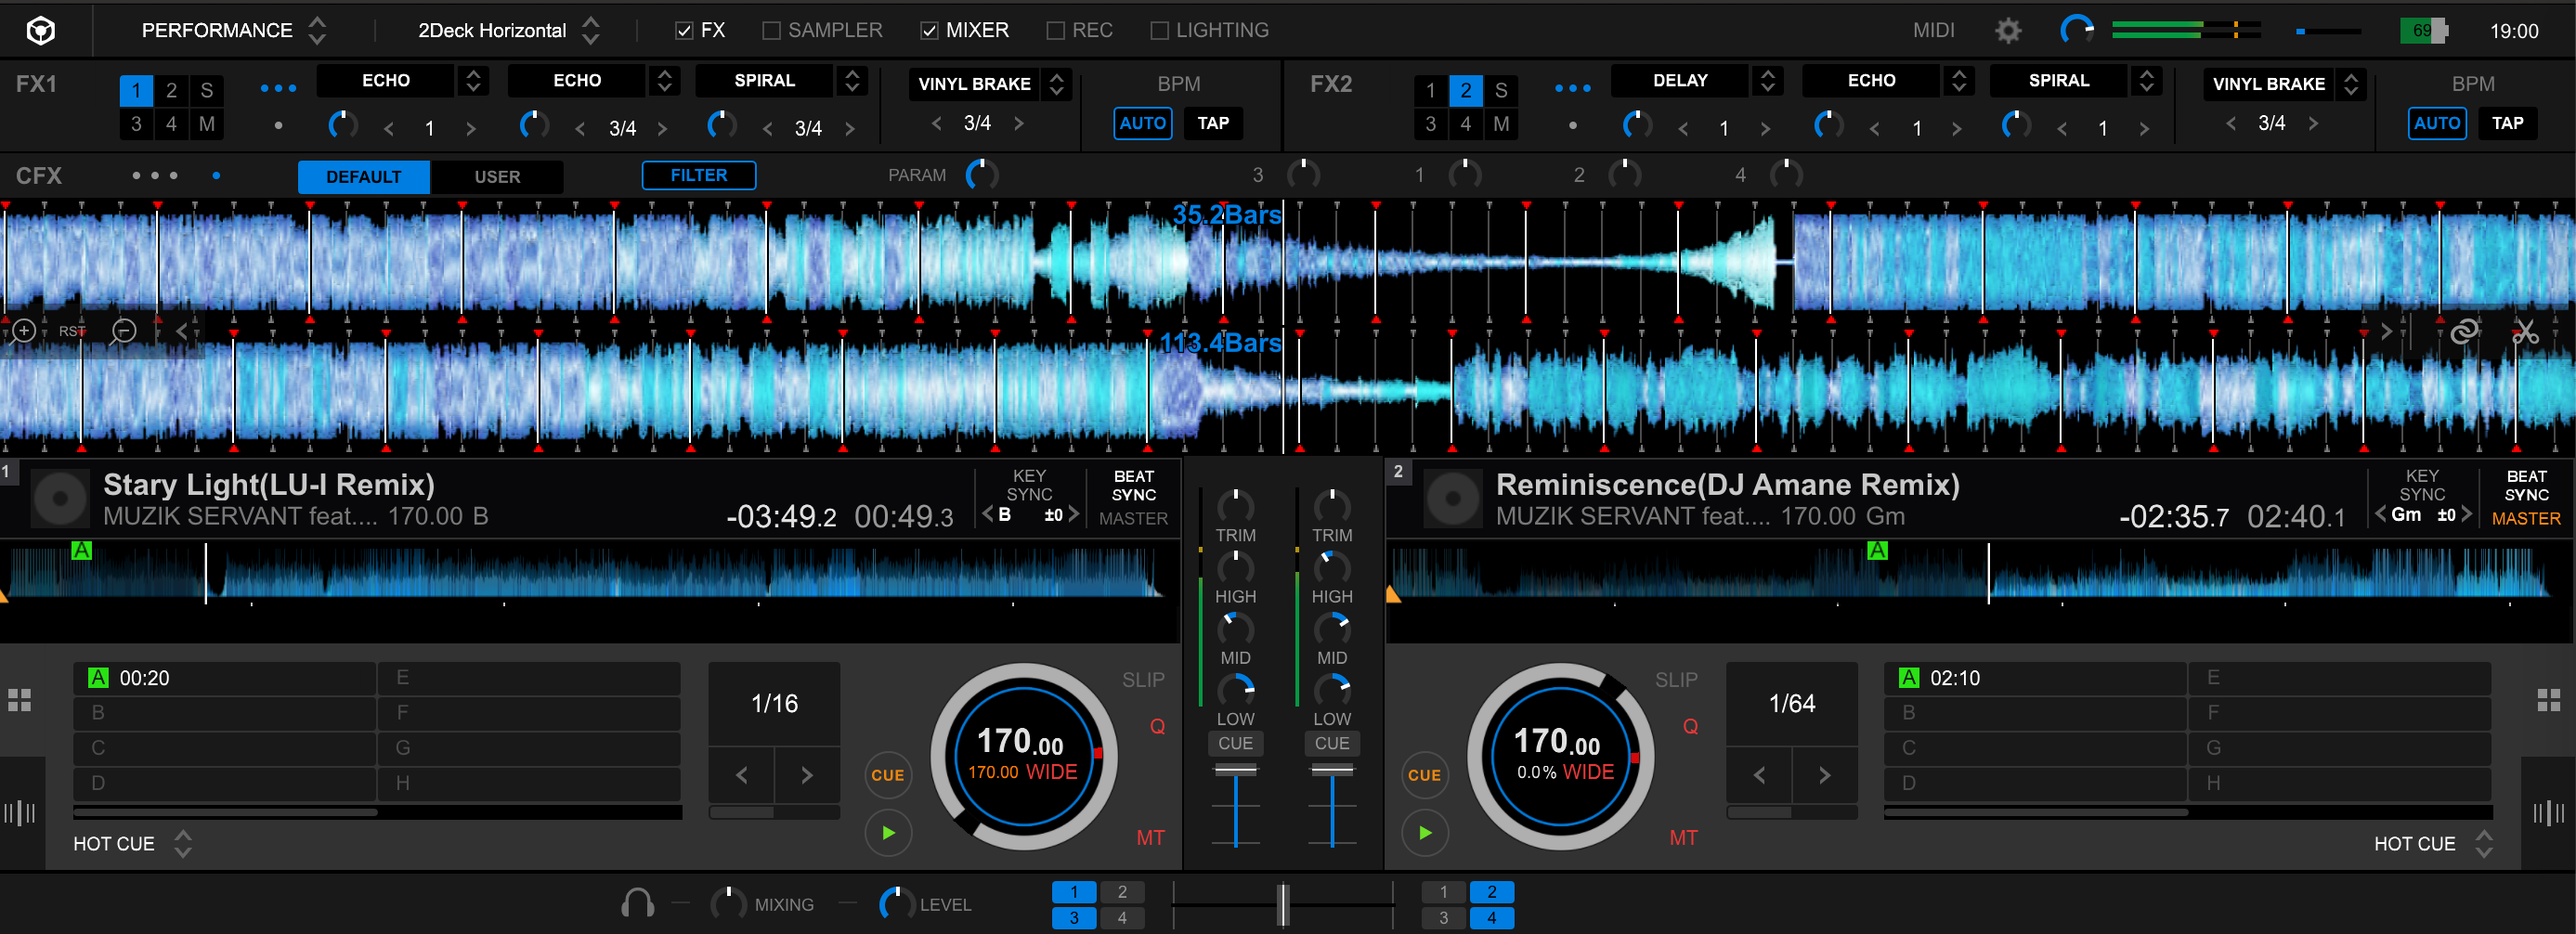 PERFORMANCE 2Deck Horizontal FX SAMPLER MIXER REC LIGHTING MIDI 69 19:00
FX1 1 2 S ECHO ECHO SPIRAL VINYL BRAKE BPM FX2 1 2 S DELAY ECHO SPIRAL VINYL BRAKE BPM
3 4 M 1 3/4 3/4 3/4 AUTO TAP 3 4 M 1 1 1 3/4 AUTO TAP
CFX DEFAULT USER FILTER PARAM 3 1 2 4
35.2Bars
RST
113.4Bars
1 Stary Light(LU-I Remix)
MUZIK SERVANT feat.... 170.00 B
-03:49.2 00:49.3
KEY
SYNC
B ±0
BEAT
SYNC
MASTER
A
TRIM TRIM
HIGH HIGH
MID MID
LOW LOW
CUE CUE
2 Reminiscence(DJ Amane Remix)
MUZIK SERVANT feat.... 170.00 Gm
-02:35.7 02:40.1
KEY
SYNC
Gm ±0
BEAT
SYNC
MASTER
A
A 00:20 E
B F
C G
D H
HOT CUE
1/16
CUE
170.00
170.00 WIDE
SLIP
Q
MT
CUE
170.00
0.0% WIDE
SLIP
Q
MT
1/64
A 02:10 E
B F
C G
D H
HOT CUE
MIXING LEVEL
1 2 1 2
3 4 3 4